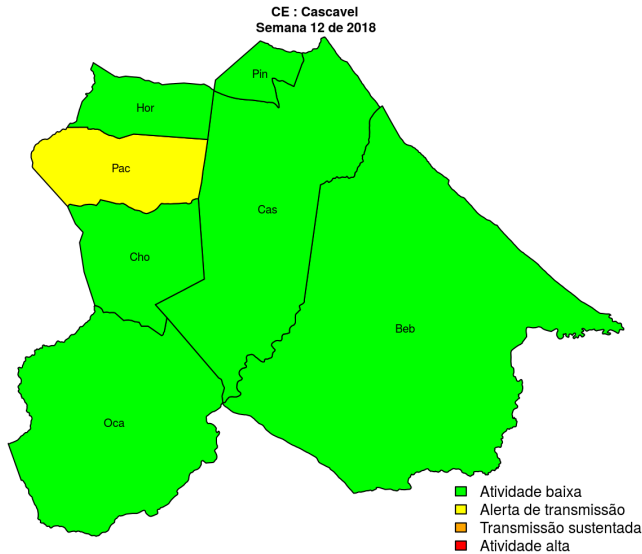 CE : Cascavel
Semana 12 de 2018
Pin
Hor
Pac
Cas
Cho
Beb
Oca
Atividade baixa
Alerta de transmissão
Transmissão sustentada
Atividade alta